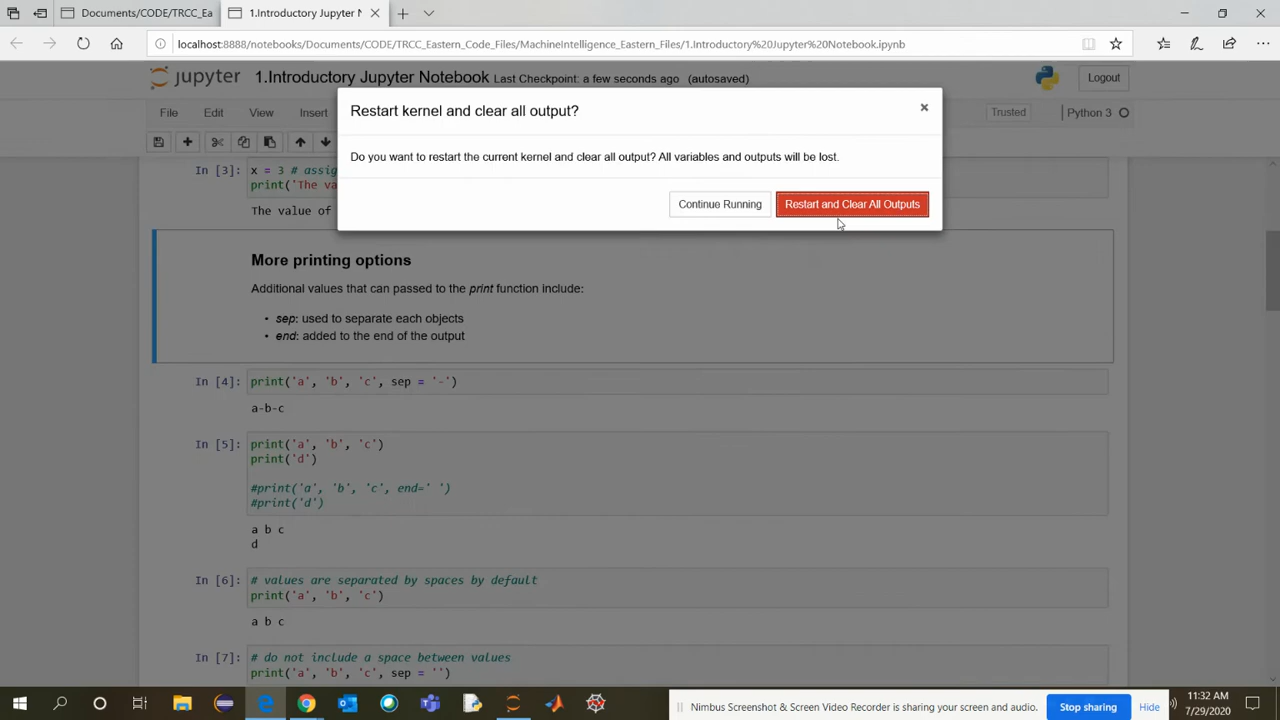 Documents/CODE/TRCC_Ea
1.Introductory Jupyter N
localhost:8888/notebooks/Documents/CODE/TRCC_Eastern_Code_Files/MachineIntelligence_Eastern_Files/1.Introductory%20Jupyter%20Notebook.ipynb
jupyter 1.Introductory Jupyter Notebook Last Checkpoint: a few seconds ago (autosaved)
Logout
File Edit View Insert
Trusted
Python 3
Restart kernel and clear all output?
×
Do you want to restart the current kernel and clear all output? All variables and outputs will be lost.
Continue Running
Restart and Clear All Outputs
In [3]: x = 3 # assig
print('The va
The value of
More printing options
Additional values that can passed to the print function include:
• sep: used to separate each objects
• end: added to the end of the output
In [4]: print('a', 'b', 'c', sep = '-')
a-b-c
In [5]: print('a', 'b', 'c')
print('d')
#print('a', 'b', 'c', end=' ')
#print('d')
a b c
d
In [6]: # values are separated by spaces by default
print('a', 'b', 'c')
a b c
In [7]: # do not include a space between values
print('a', 'b', 'c', sep = '')
Nimbus Screenshot & Screen Video Recorder is sharing your screen and audio.
Stop sharing
Hide
11:32 AM
7/29/2020